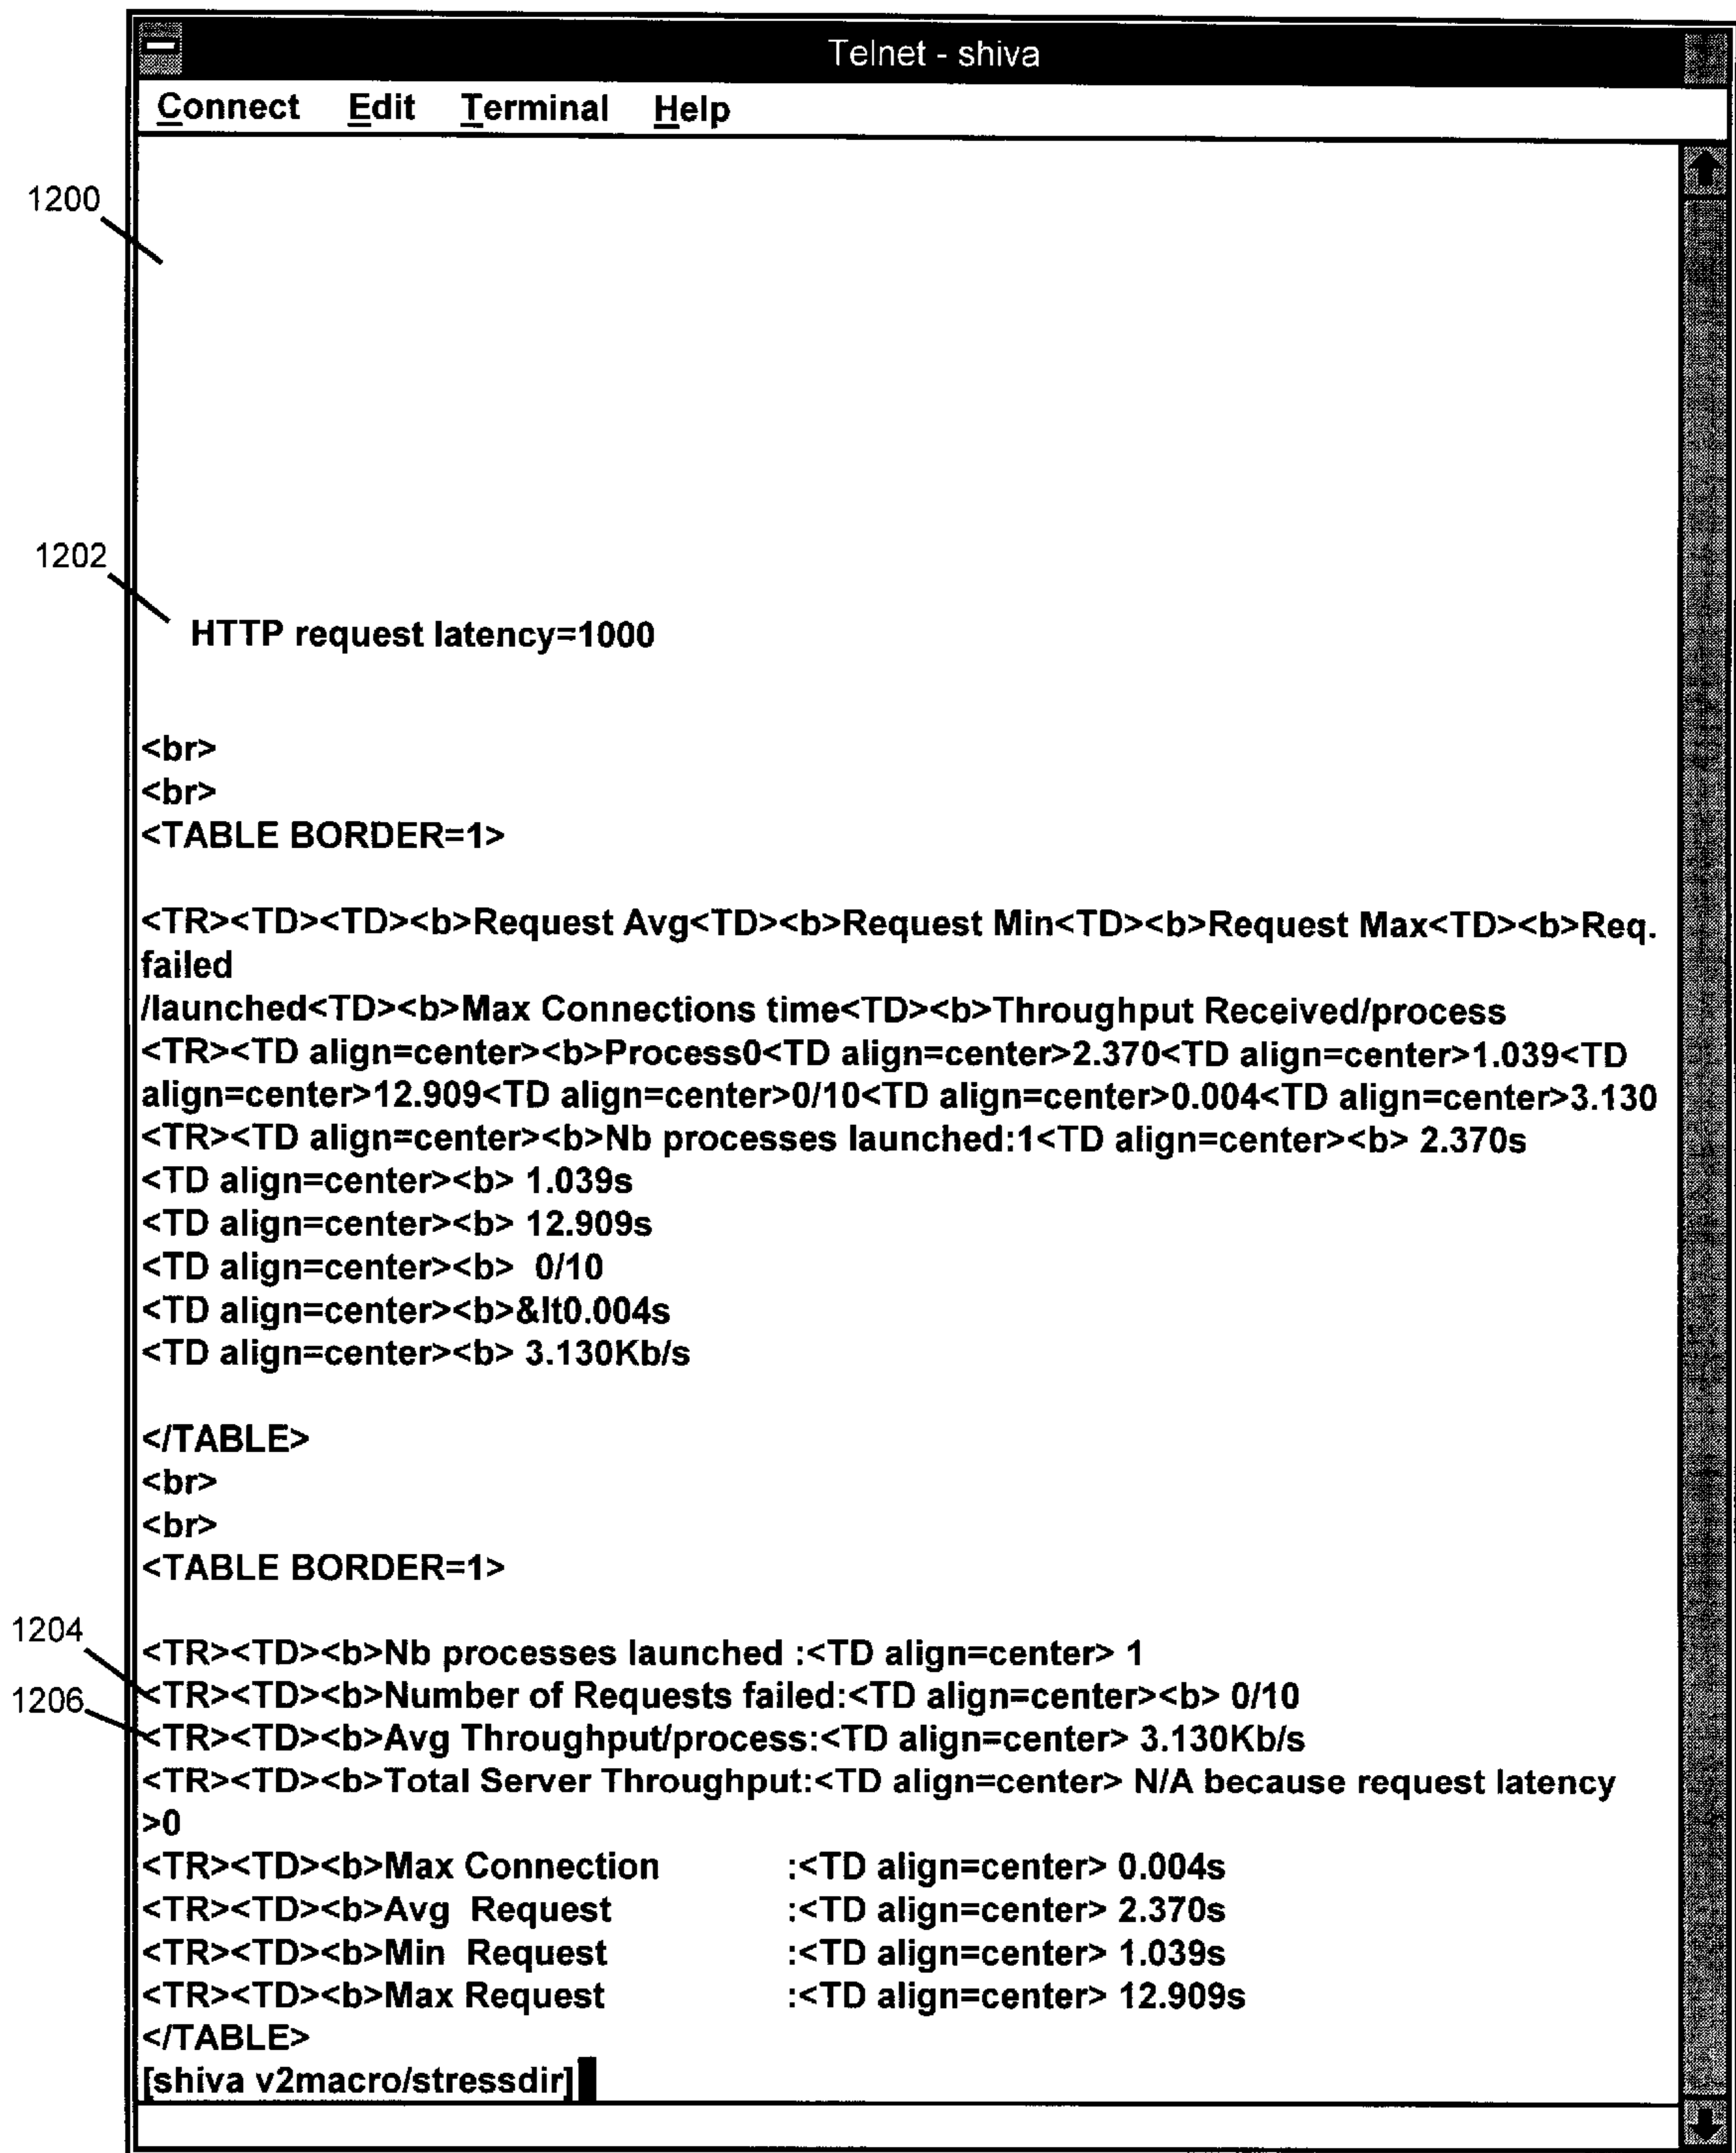 Telnet - shiva
Connect Edit Terminal Help
1200
1202
HTTP request latency=1000
<br>
<br>
<TABLE BORDER=1>
<TR><TD><TD><b>Request Avg<TD><b>Request Min<TD><b>Request Max<TD><b>Req.
failed
/launched<TD><b>Max Connections time<TD><b>Throughput Received/process
<TR><TD align=center><b>Process0<TD align=center>2.370<TD align=center>1.039<TD
align=center>12.909<TD align=center>0/10<TD align=center>0.004<TD align=center>3.130
<TR><TD align=center><b>Nb processes launched:1<TD align=center><b> 2.370s
<TD align=center><b> 1.039s
<TD align=center><b> 12.909s
<TD align=center><b>  0/10
<TD align=center><b>&lt0.004s
<TD align=center><b> 3.130Kb/s
</TABLE>
<br>
<br>
<TABLE BORDER=1>
1204
<TR><TD><b>Nb processes launched :<TD align=center> 1
<TR><TD><b>Number of Requests failed:<TD align=center><b> 0/10
1206
<TR><TD><b>Avg Throughput/process:<TD align=center> 3.130Kb/s
<TR><TD><b>Total Server Throughput:<TD align=center> N/A because request latency
>0
<TR><TD><b>Max Connection :<TD align=center> 0.004s
<TR><TD><b>Avg  Request :<TD align=center> 2.370s
<TR><TD><b>Min  Request :<TD align=center> 1.039s
<TR><TD><b>Max Request :<TD align=center> 12.909s
</TABLE>
[shiva v2macro/stressdir]